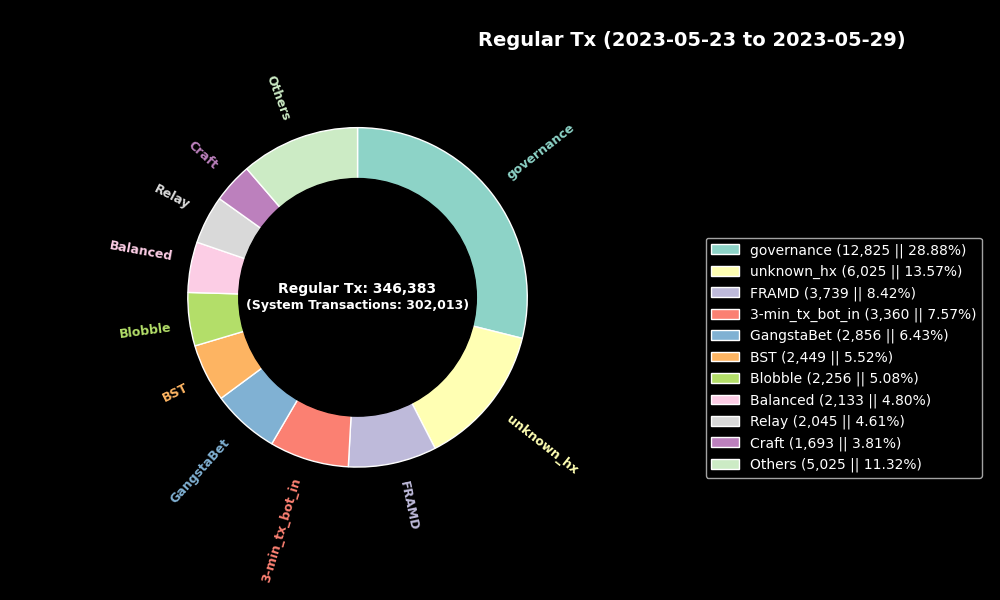 Regular Tx (2023-05-23 to 2023-05-29)
Others
governance
Craft
Relay
Balanced
Blobble
BST
GangstaBet
3-min_tx_bot_in
FRAMD
unknown_hx
Regular Tx: 346,383
(System Transactions: 302,013)
governance (12,825 || 28.88%)
unknown_hx (6,025 || 13.57%)
FRAMD (3,739 || 8.42%)
3-min_tx_bot_in (3,360 || 7.57%)
GangstaBet (2,856 || 6.43%)
BST (2,449 || 5.52%)
Blobble (2,256 || 5.08%)
Balanced (2,133 || 4.80%)
Relay (2,045 || 4.61%)
Craft (1,693 || 3.81%)
Others (5,025 || 11.32%)